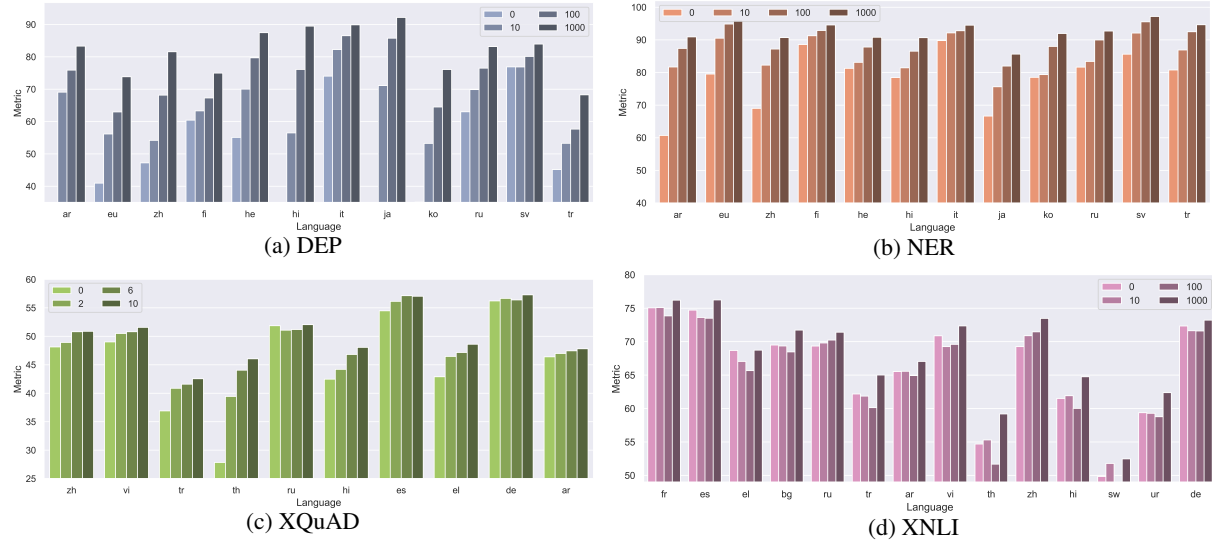 0 100
10 1000
90
80
70
60
50
40
Metric
ar eu zh fi he hi it ja ko ru sv tr
Language
(a) DEP
0 10 100 1000
100
90
80
70
60
50
40
Metric
ar eu zh fi he hi it ja ko ru sv tr
Language
(b) NER
0 6
2 10
60
55
50
45
40
35
30
25
Metric
zh vi tr th ru hi es el de ar
Language
(c) XQuAD
0 100
10 1000
80
75
70
65
60
55
50
Metric
fr es el bg ru tr ar vi th zh hi sw ur de
Language
(d) XNLI